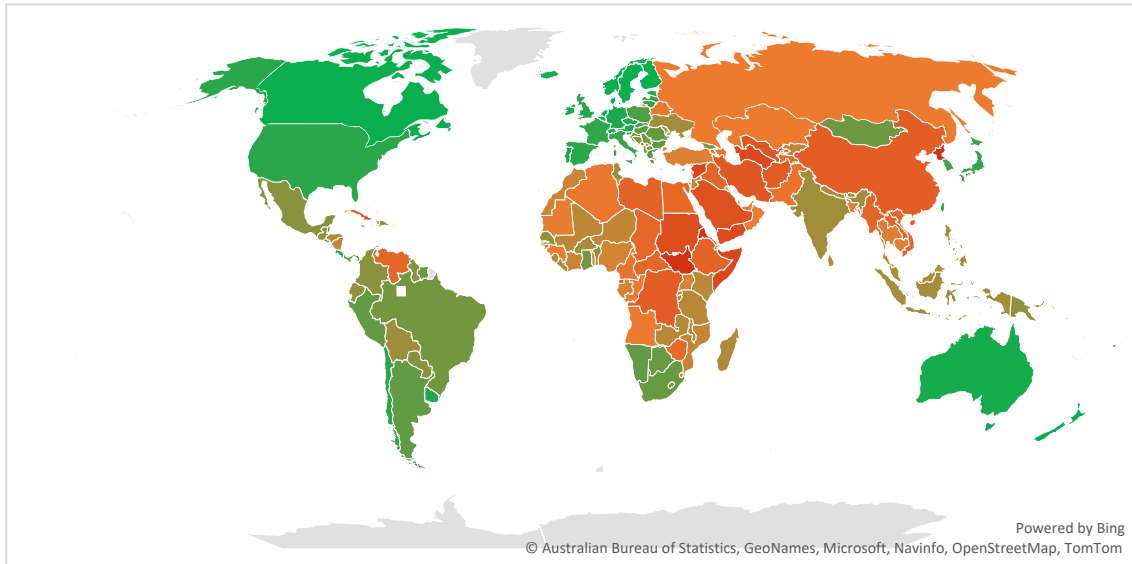 Powered by Bing
© Australian Bureau of Statistics, GeoNames, Microsoft, Navinfo, OpenStreetMap, TomTom